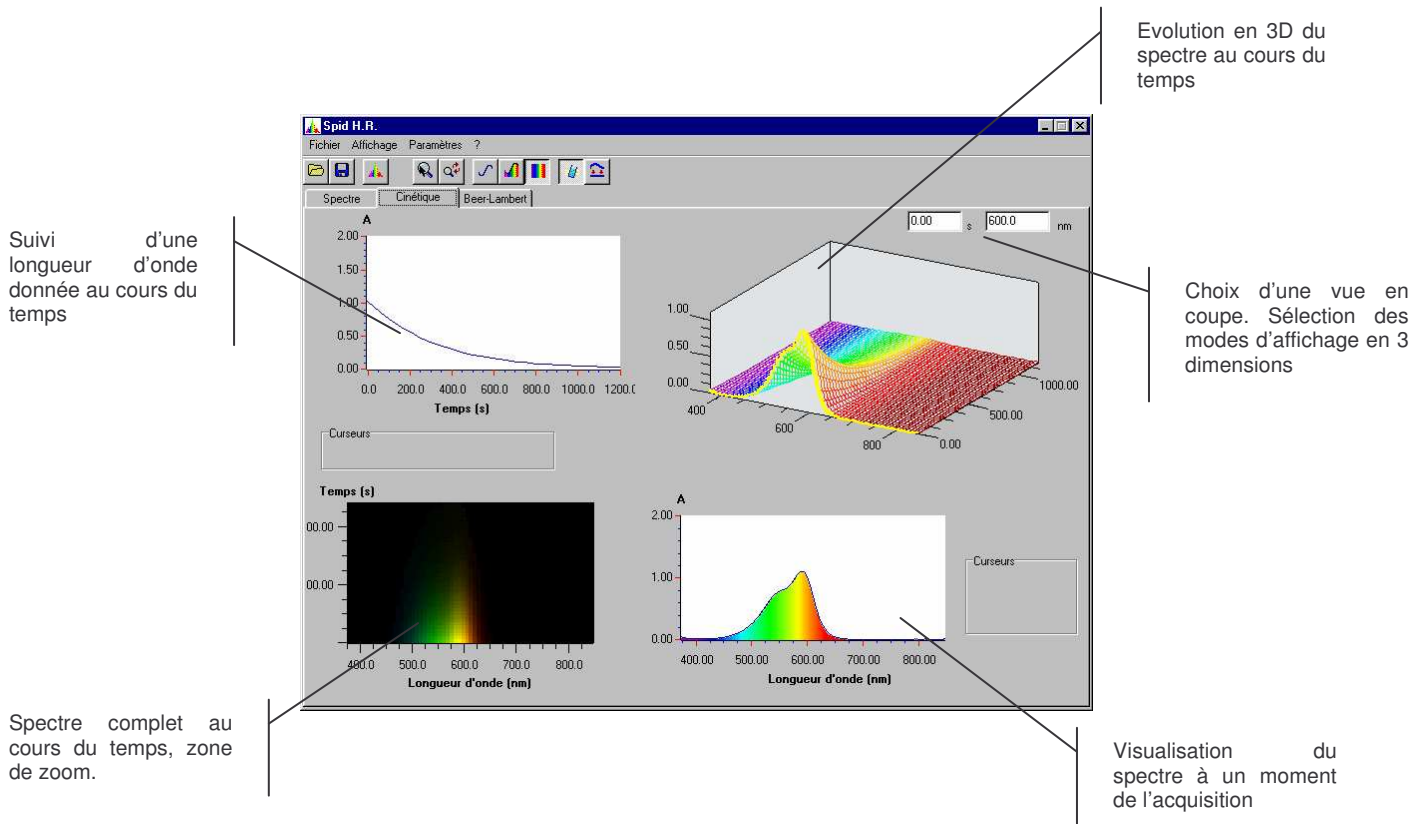 Evolution en 3D du
spectre au cours du
temps
Spid H.R.
Fichier Affichage Paramètres ?
Spectre Cinétique Beer-Lambert
0.00 s 600.0 nm
A
2.00
1.50
1.00
0.50
0.00
0.0 200.0 400.0 600.0 800.0 1000.0 1200.(
Temps (s)
Curseurs
1.00
0.50
0.00
400
600
800
0.00
500.00
1000.00
Suivi d'une
longueur d'onde
donnée au cours du
temps
Choix d'une vue en
coupe. Sélection des
modes d'affichage en 3
dimensions
Temps (s)
00.00
00.00
400.0 500.0 600.0 700.0 800.0
Longueur d'onde (nm)
A
2.00
1.00
0.00
400.00 500.00 600.00 700.00 800.00
Longueur d'onde (nm)
Curseurs
Spectre complet au
cours du temps, zone
de zoom.
Visualisation du
spectre à un moment
de l'acquisition